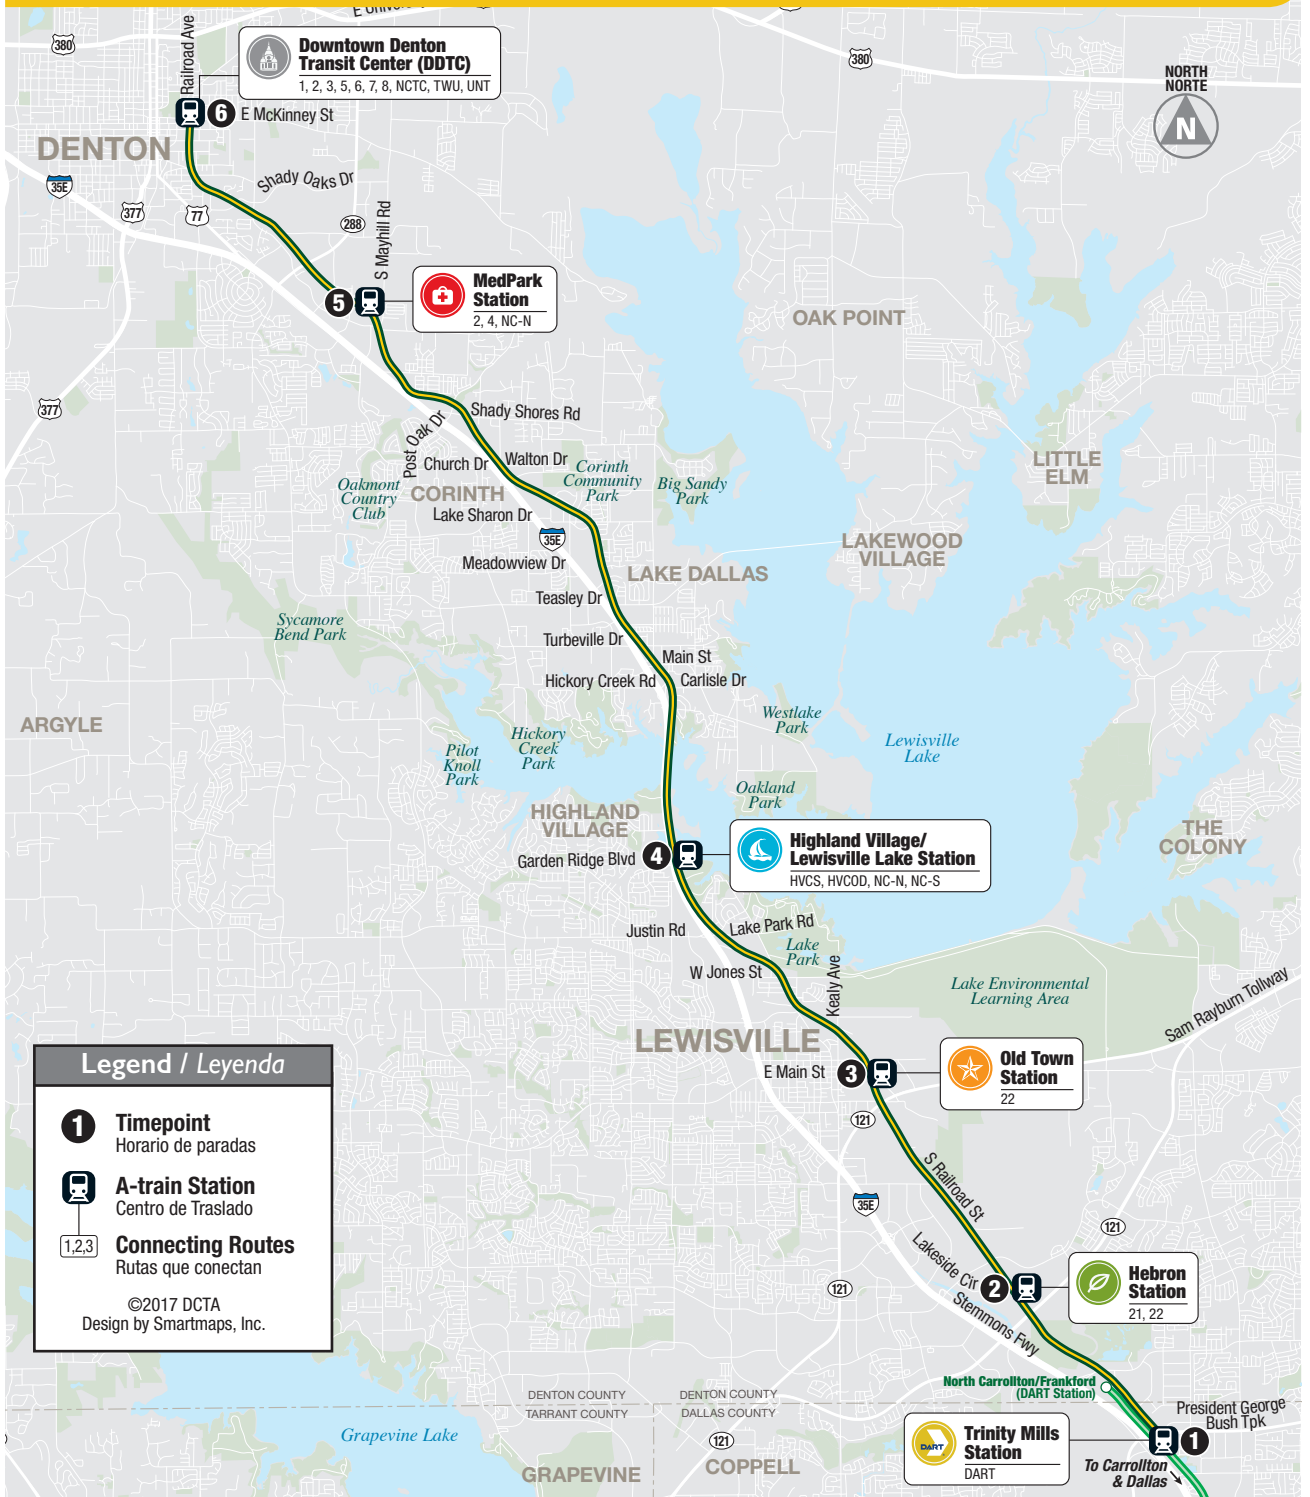 E Univer
380
380
Railroad Ave
Downtown Denton
Transit Center (DDTC)
1, 2, 3, 5, 6, 7, 8, NCTC, TWU, UNT
NORTH
NORTE
N
6
E McKinney St
DENTON
35E
Shady Oaks Dr
377
77
288
S Mayhill Rd
5
MedPark
Station
2, 4, NC-N
OAK POINT
377
Shady Shores Rd
Post Oak Dr
Church Dr
Walton Dr
Corinth
Community
Park
Big Sandy
Park
LITTLE
ELM
Oakmont
Country
Club
CORINTH
Lake Sharon Dr
35E
LAKEWOOD
VILLAGE
Meadowview Dr
LAKE DALLAS
Teasley Dr
Sycamore
Bend Park
Turbeville Dr
Main St
Hickory Creek Rd
Carlisle Dr
ARGYLE
Westlake
Park
Hickory
Creek
Park
Pilot
Knoll
Park
Lewisville
Lake
Oakland
Park
HIGHLAND
VILLAGE
THE
COLONY
Garden Ridge Blvd
4
Highland Village/
Lewisville Lake Station
HVCS, HVCOD, NC-N, NC-S
Justin Rd
Lake Park Rd
Lake
Park
W Jones St
Kealy Ave
Lake Environmental
Learning Area
Sam Rayburn Tollway
LEWISVILLE
E Main St
3
Old Town
Station
22
121
Legend / Leyenda
1
Timepoint
Horario de paradas
A-train Station
Centro de Traslado
1,2,3
Connecting Routes
Rutas que conectan
©2017 DCTA
Design by Smartmaps, Inc.
S Railroad St
35E
121
Lakeside Cir
2
Hebron
Station
21, 22
121
Stemmons Fwy
North Carrollton/Frankford
(DART Station)
DENTON COUNTY
TARRANT COUNTY
DENTON COUNTY
DALLAS COUNTY
President George
Bush Tpk
Grapevine Lake
121
DART
Trinity Mills
Station
DART
1
GRAPEVINE
COPPELL
To Carrollton
& Dallas